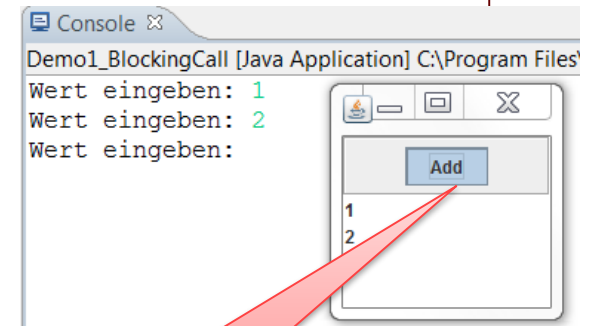 Console
Demo1_BlockingCall [Java Application] C:\Program Files\
Wert eingeben: 1
Wert eingeben: 2
Wert eingeben:
Add
1
2